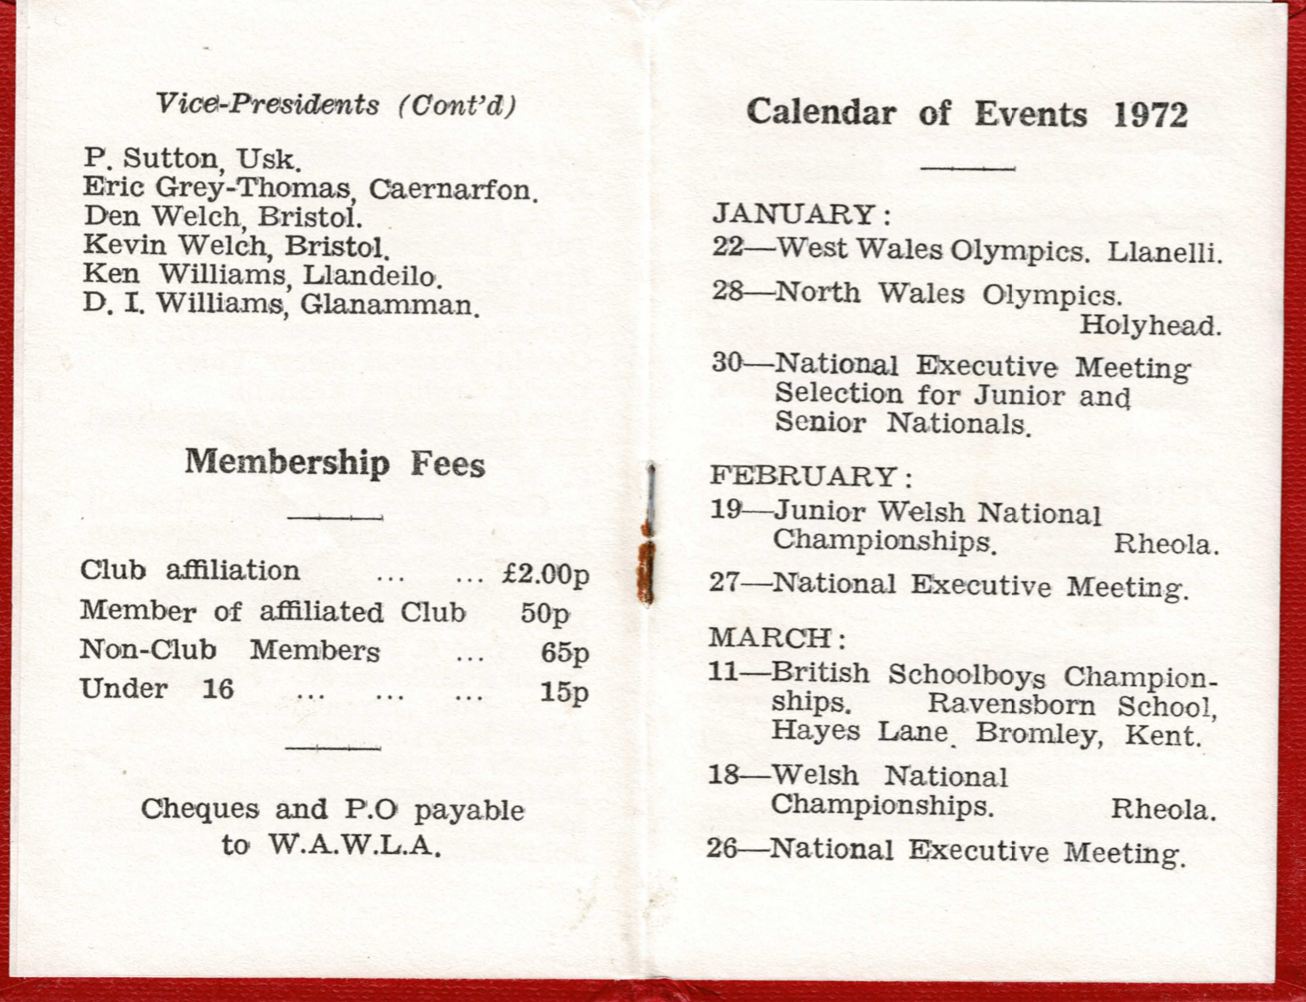 Vice-Presidents (Cont'd)
P. Sutton, Usk.
Eric Grey-Thomas, Caernarfon.
Den Welch, Bristol.
Kevin Welch, Bristol.
Ken Williams, Llandeilo.
D. I. Williams, Glanamman.
Membership Fees
Club affiliation ... ... £2.00p
Member of affiliated Club 50p
Non-Club Members ... 65p
Under 16 ... ... ... 15p
Cheques and P.O payable
to W.A.W.L.A.
Calendar of Events 1972
JANUARY:
22—West Wales Olympics. Llanelli.
28—North Wales Olympics.
Holyhead.
30—National Executive Meeting
Selection for Junior and
Senior Nationals.
FEBRUARY:
19—Junior Welsh National
Championships. Rheola.
27—National Executive Meeting.
MARCH:
11—British Schoolboys Champion-
ships. Ravensborn School,
Hayes Lane. Bromley, Kent.
18—Welsh National
Championships. Rheola.
26—National Executive Meeting.